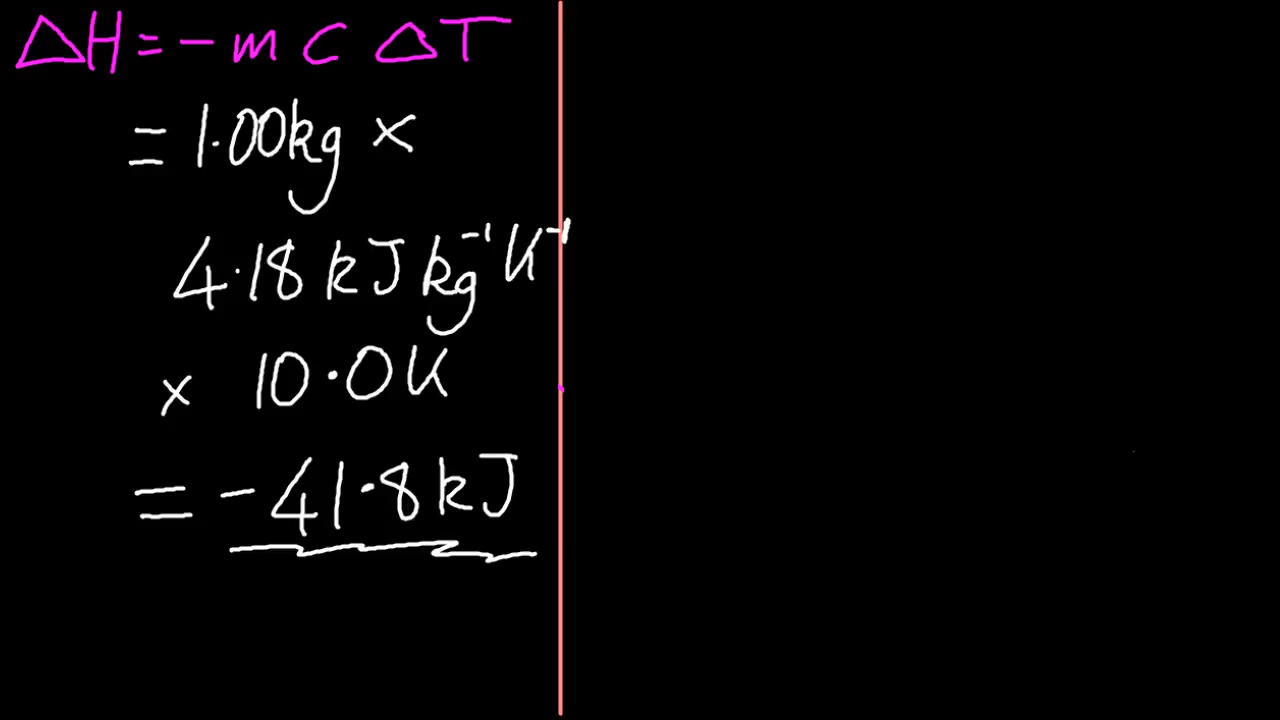 ΔH = - m c ΔT
= 1.00kg ×
4.18 kJ kg⁻¹ K⁻¹
× 10.0 K
= -41.8 kJ